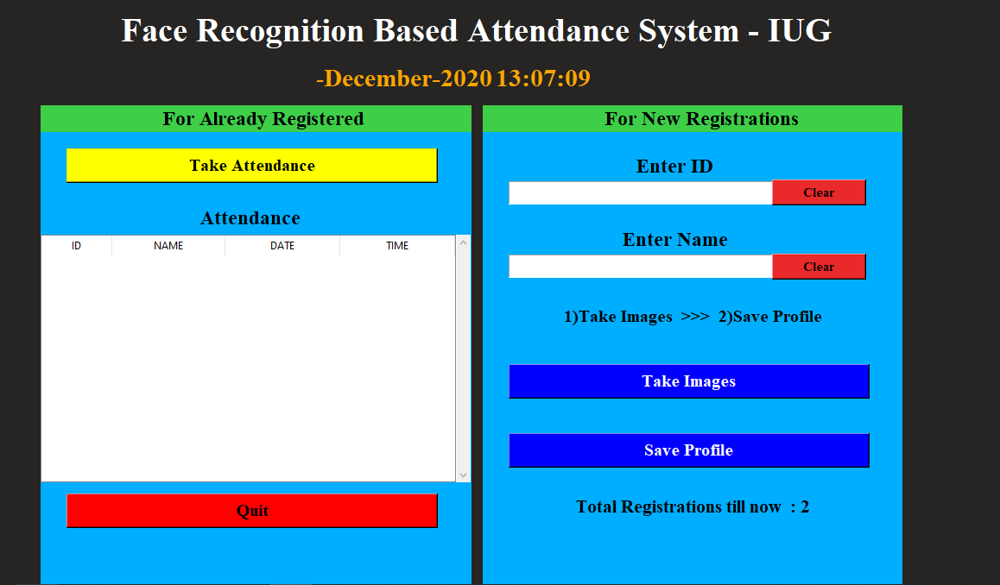 Face Recognition Based Attendance System - IUG
-December-2020 13:07:09
For Already Registered
Take Attendance
Attendance
ID NAME DATE TIME
Quit
For New Registrations
Enter ID
Clear
Enter Name
Clear
1)Take Images >>> 2)Save Profile
Take Images
Save Profile
Total Registrations till now : 2